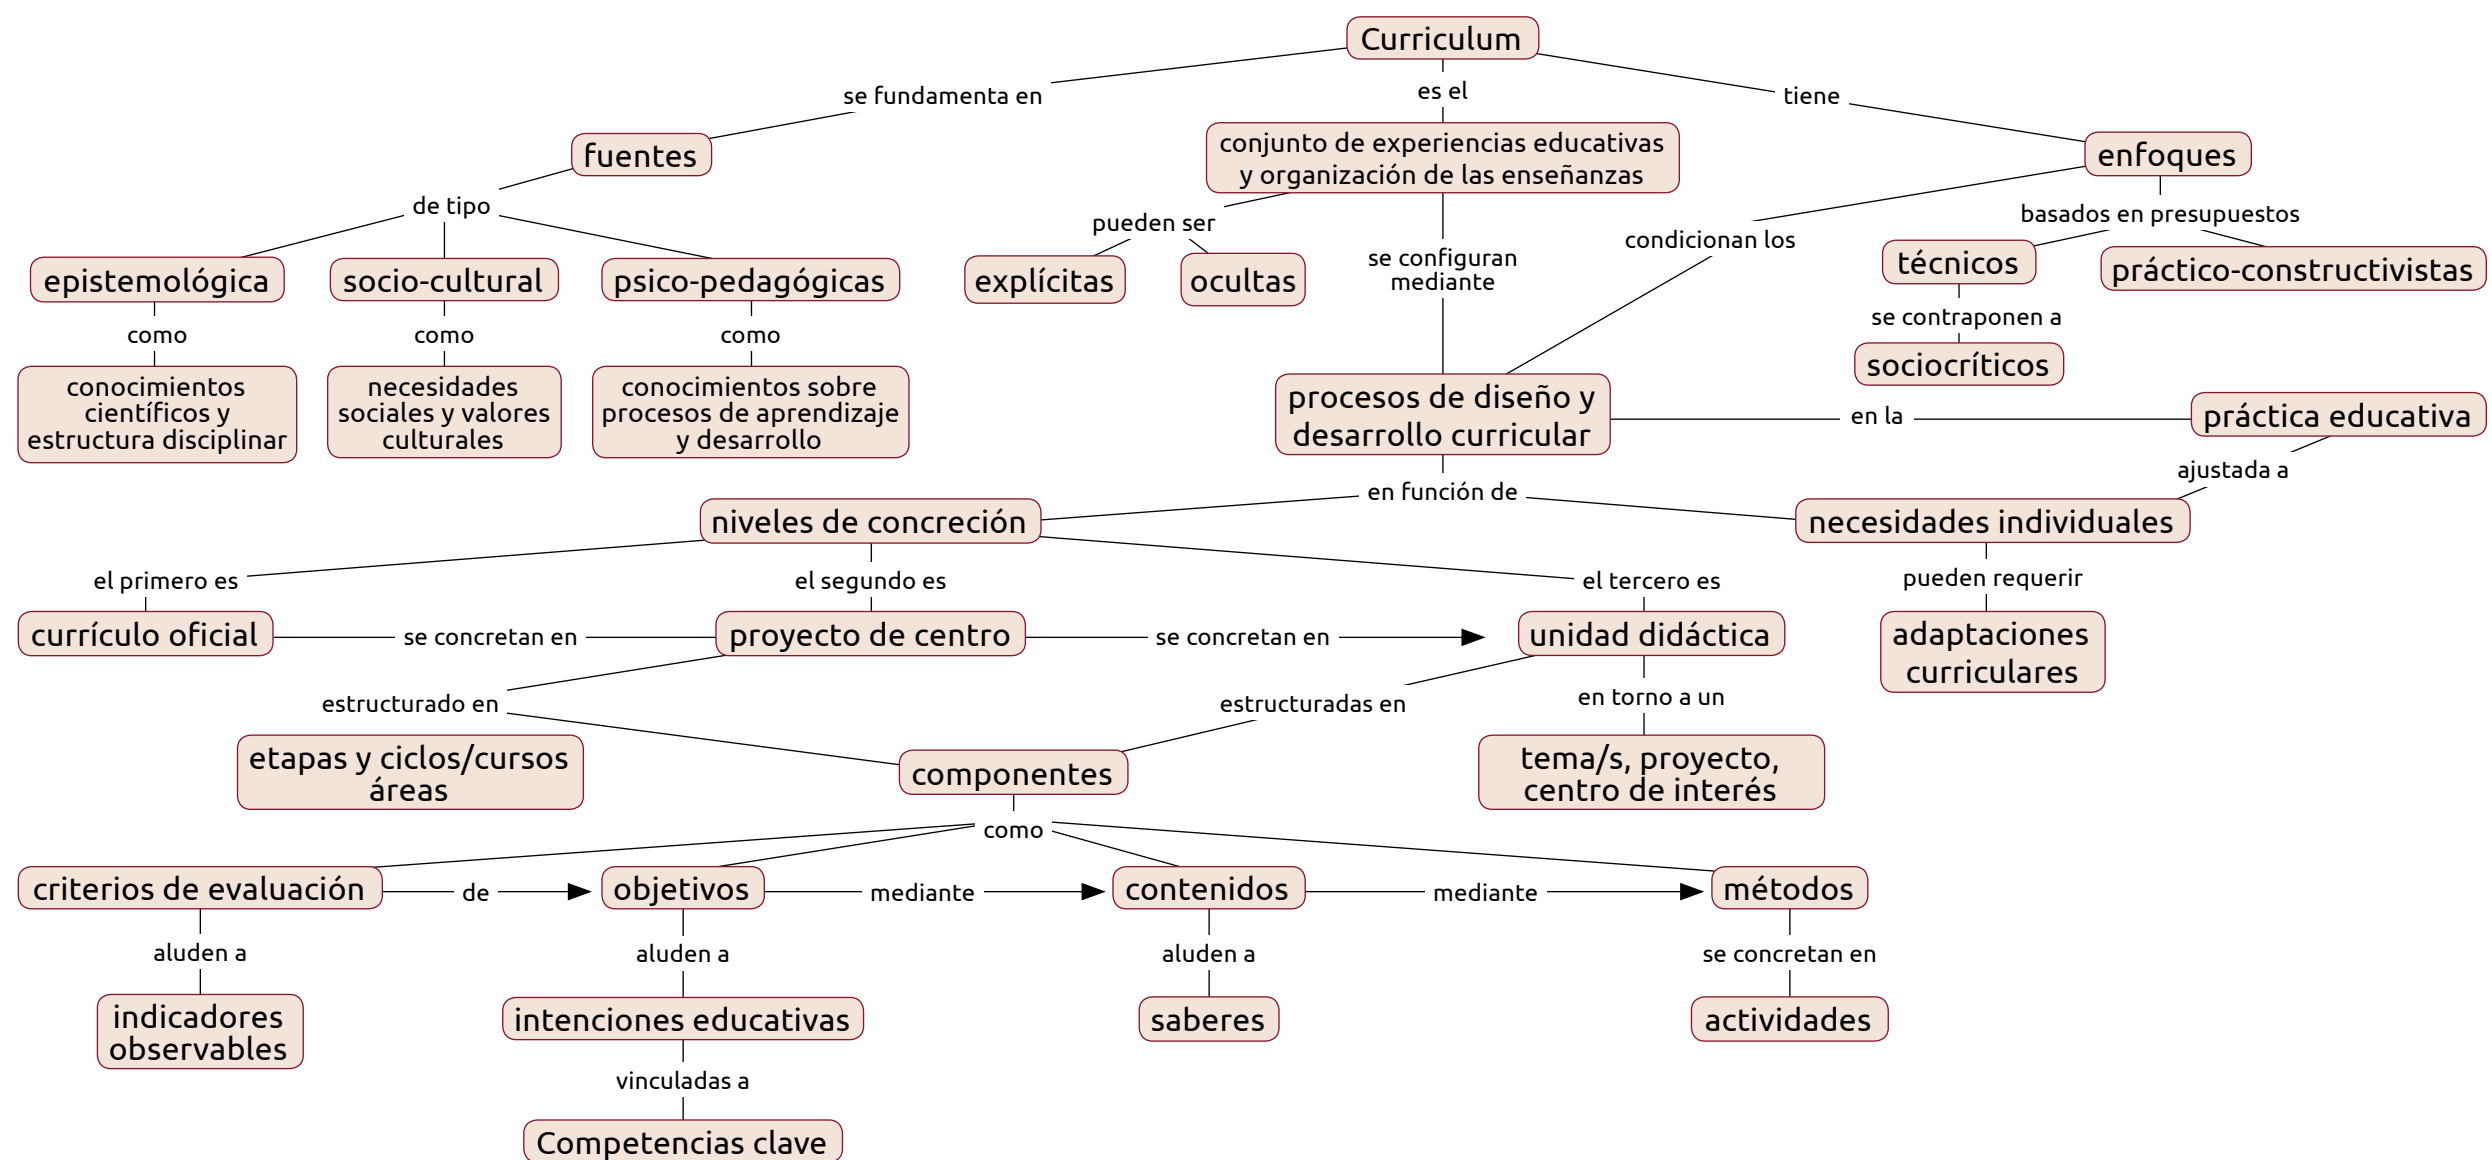 Curriculum
se fundamenta en
es el
tiene
fuentes
conjunto de experiencias educativas
y organización de las enseñanzas
enfoques
de tipo
pueden ser
se configuran
mediante
condicionan los
basados en presupuestos
epistemológica
socio-cultural
psico-pedagógicas
explícitas
ocultas
técnicos
práctico-constructivistas
como
como
como
se contraponen a
sociocríticos
conocimientos
científicos y
estructura disciplinar
necesidades
sociales y valores
culturales
conocimientos sobre
procesos de aprendizaje
y desarrollo
procesos de diseño y
desarrollo curricular
en la
práctica educativa
ajustada a
en función de
niveles de concreción
necesidades individuales
el primero es
el segundo es
el tercero es
pueden requerir
currículo oficial
se concretan en
proyecto de centro
se concretan en
unidad didáctica
adaptaciones
curriculares
estructurado en
estructuradas en
en torno a un
etapas y ciclos/cursos
áreas
componentes
tema/s, proyecto,
centro de interés
como
criterios de evaluación
de
objetivos
mediante
contenidos
mediante
métodos
aluden a
aluden a
aluden a
se concretan en
indicadores
observables
intenciones educativas
saberes
actividades
vinculadas a
Competencias clave